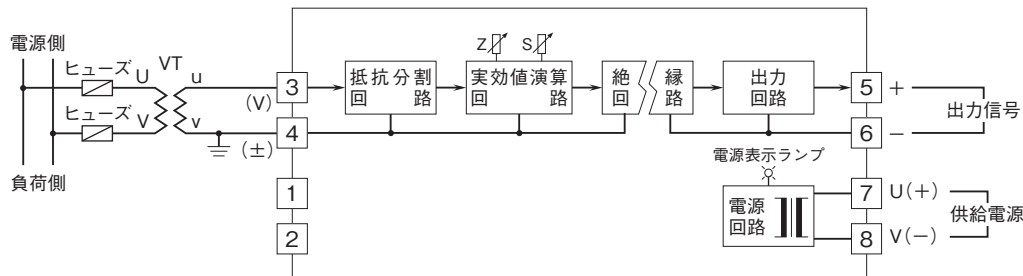 電源側
ヒューズ U VT u
(V)
3
抵抗分割
回路
Z S
実効値演算
回路
絶縁
回路
出力
回路
5 +
出力信号
ヒューズ V v
(±)
4
6 −
負荷側
1
2
電源表示ランプ
電源
回路
7 U(+)
供給電源
8 V(−)